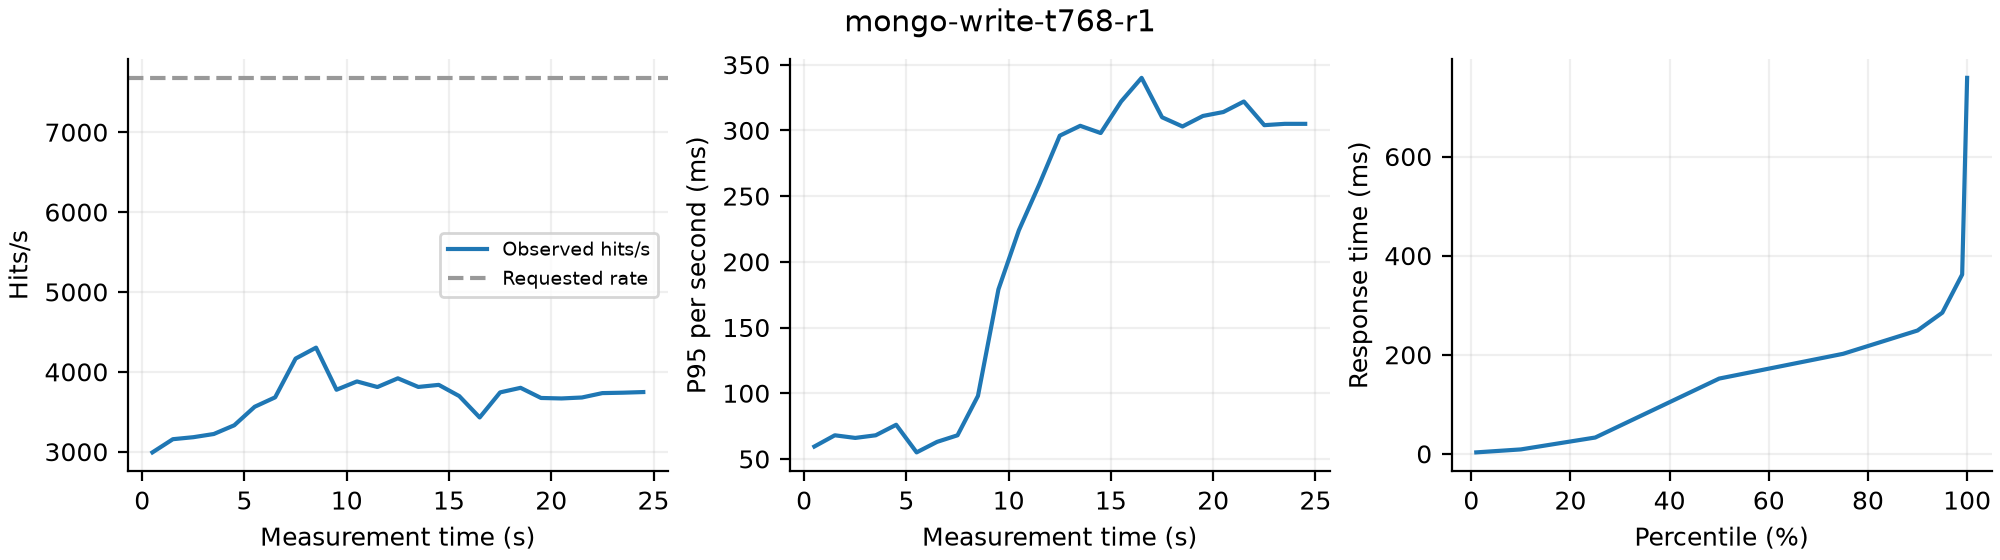 mongo-write-t768-r1
Hits/s
7000
6000
5000
4000
3000
Observed hits/s
Requested rate
0 5 10 15 20 25
Measurement time (s)
P95 per second (ms)
350
300
250
200
150
100
50
0 5 10 15 20 25
Measurement time (s)
Response time (ms)
600
400
200
0
0 20 40 60 80 100
Percentile (%)